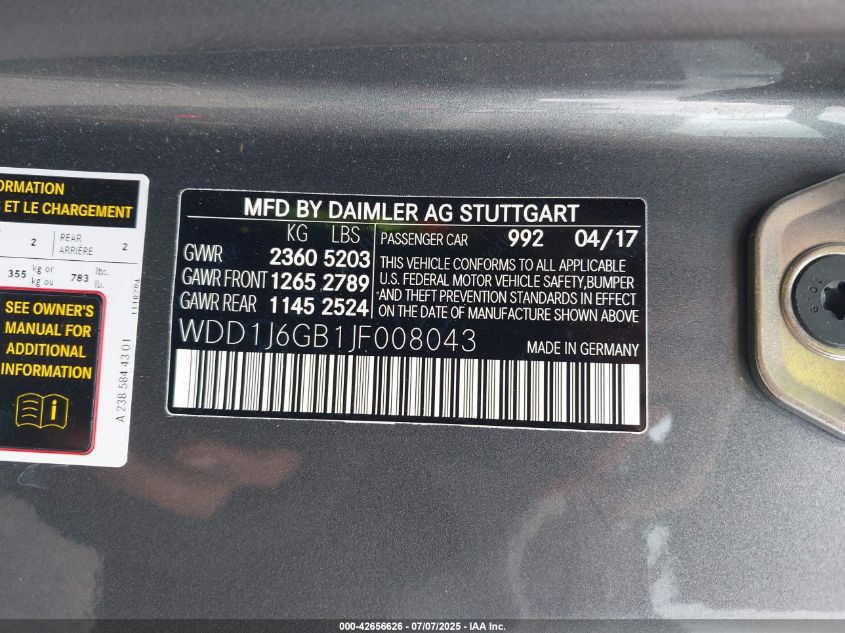 ORMATION
ET LE CHARGEMENT
2 REAR ARRIÈRE 2
355 kg or kg ou 783 lbs. lb.
SEE OWNER'S
MANUAL FOR
ADDITIONAL
INFORMATION
A 238 584 43 01
MFD BY DAIMLER AG STUTTGART
KG LBS PASSENGER CAR 992 04/17
GVWR 2360 5203
GAWR FRONT 1265 2789
GAWR REAR 1145 2524
THIS VEHICLE CONFORMS TO ALL APPLICABLE
U.S. FEDERAL MOTOR VEHICLE SAFETY,BUMPER
AND THEFT PREVENTION STANDARDS IN EFFECT
ON THE DATE OF MANUFACTURE SHOWN ABOVE
WDD1J6GB1JF008043 MADE IN GERMANY
000-42656626 - 07/07/2025 - IAA Inc.